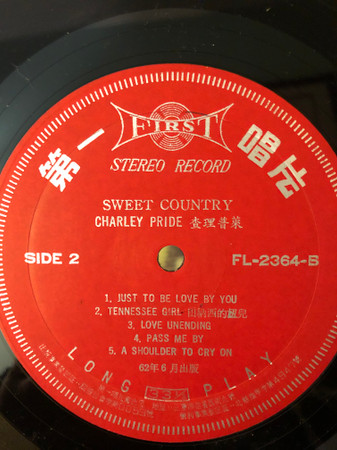 FIRST
第一唱片
STEREO RECORD
SWEET COUNTRY
CHARLEY PRIDE 查理普萊
SIDE 2
FL-2364-B
1. JUST TO BE LOVE BY YOU
2. TENNESSEE GIRL 田納西的
3. LOVE UNENDING
4. PASS ME BY
5. A SHOULDER TO CRY ON
62年6月出版
LONG 33⅓ PLAY